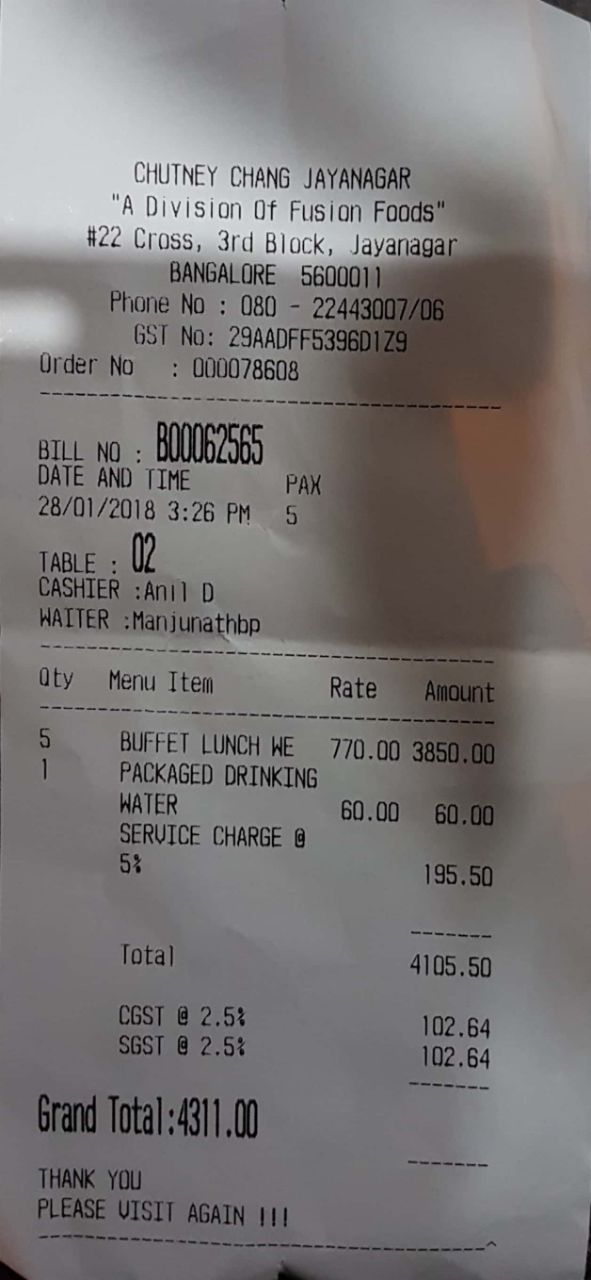 CHUTNEY CHANG JAYANAGAR
"A Division Of Fusion Foods"
#22 Cross, 3rd Block, Jayanagar
BANGALORE 5600011
Phone No : 080 - 22443007/06
GST No: 29AADFF5396D1Z9
Order No : 000078608
BILL NO : B00062565
DATE AND TIME PAX
28/01/2018 3:26 PM 5
TABLE : 02
CASHIER :Anil D
WAITER :Manjunathbp
Qty Menu Item Rate Amount
5 BUFFET LUNCH WE 770.00 3850.00
1 PACKAGED DRINKING
WATER 60.00 60.00
SERVICE CHARGE @
5% 195.50
Total 4105.50
CGST @ 2.5% 102.64
SGST @ 2.5% 102.64
Grand Total:4311.00
THANK YOU
PLEASE VISIT AGAIN !!!